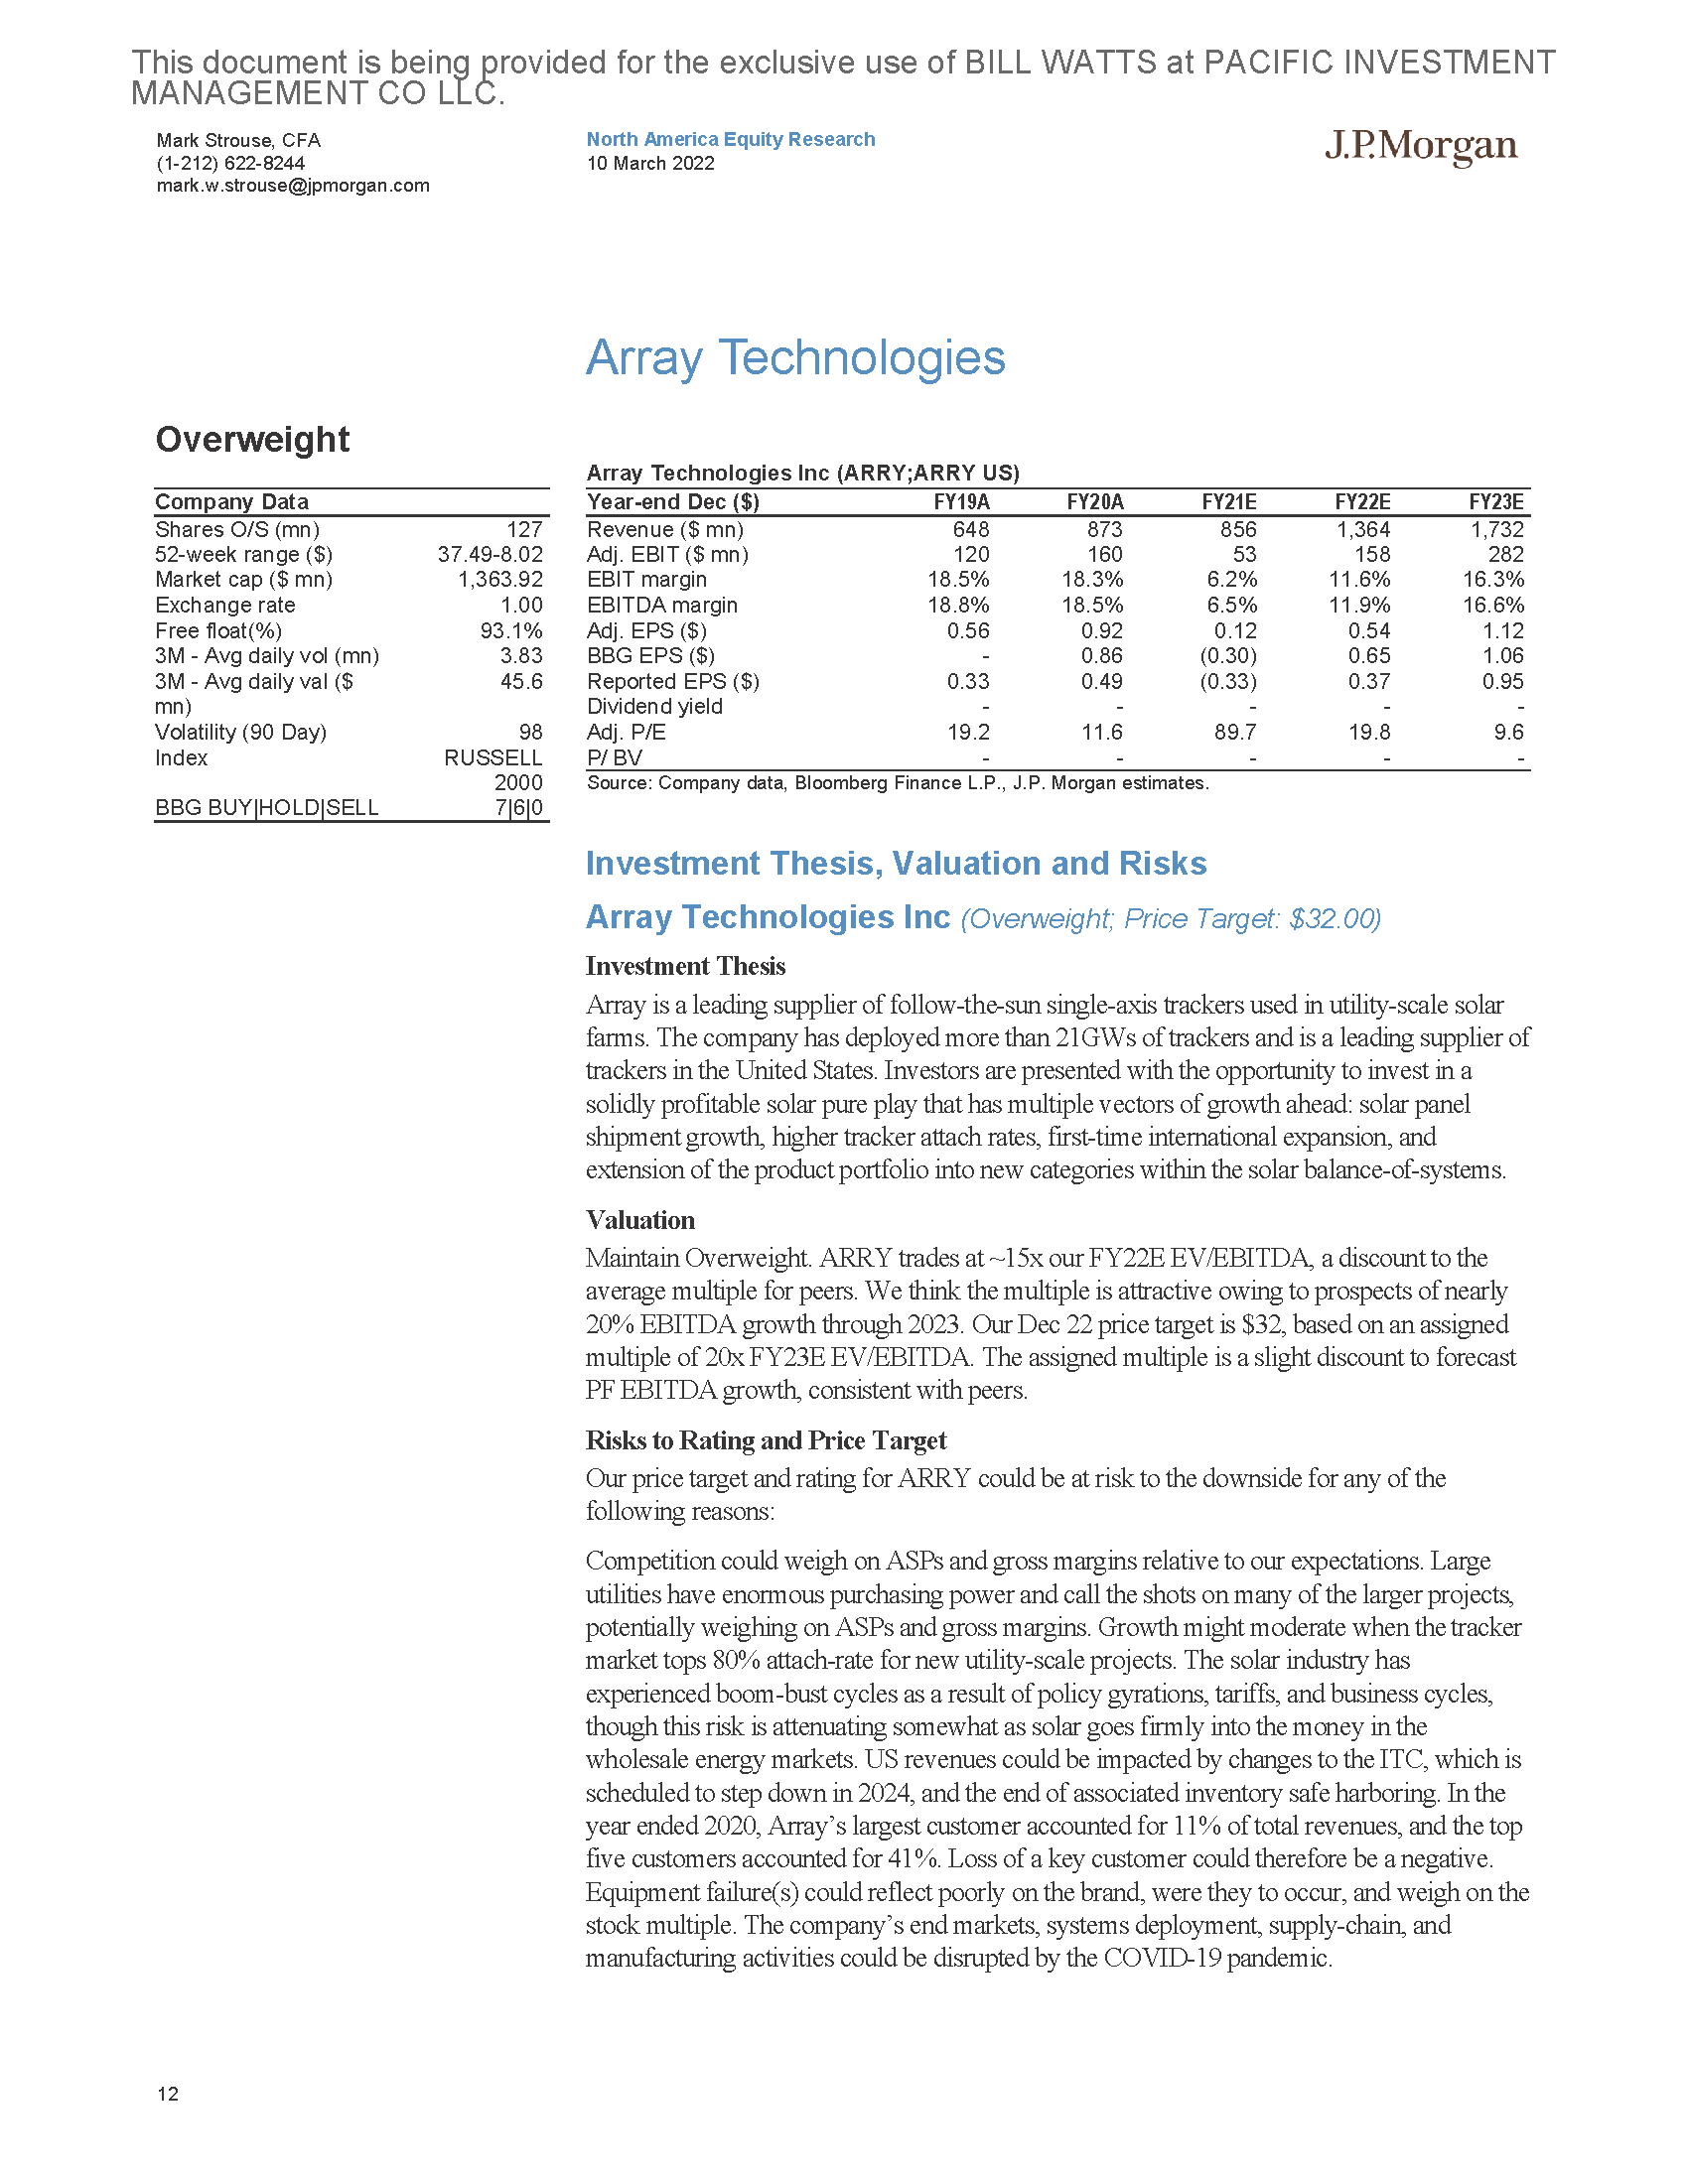 This document is being provided for the exclusive use of BILL WATTS at PACIFIC INVESTMENT
MANAGEMENT CO LLC.
Mark Strouse, CFA
(1-212) 622-8244
mark.w.strouse@jpmorgan.com
North America Equity Research
10 March 2022
J.P.Morgan
Array Technologies
Overweight
Company Data
Shares O/S (mn) 127
52-week range ($) 37.49-8.02
Market cap ($ mn) 1,363.92
Exchange rate 1.00
Free float(%) 93.1%
3M - Avg daily vol (mn) 3.83
3M - Avg daily val ($ 45.6
mn)
Volatility (90 Day) 98
Index RUSSELL
2000
BBG BUY|HOLD|SELL 7|6|0
Array Technologies Inc (ARRY;ARRY US)
Year-end Dec ($) FY19A FY20A FY21E FY22E FY23E
Revenue ($ mn) 648 873 856 1,364 1,732
Adj. EBIT ($ mn) 120 160 53 158 282
EBIT margin 18.5% 18.3% 6.2% 11.6% 16.3%
EBITDA margin 18.8% 18.5% 6.5% 11.9% 16.6%
Adj. EPS ($) 0.56 0.92 0.12 0.54 1.12
BBG EPS ($) - 0.86 (0.30) 0.65 1.06
Reported EPS ($) 0.33 0.49 (0.33) 0.37 0.95
Dividend yield - - - - -
Adj. P/E 19.2 11.6 89.7 19.8 9.6
P/ BV - - - - -
Source: Company data, Bloomberg Finance L.P., J.P. Morgan estimates.
Investment Thesis, Valuation and Risks
Array Technologies Inc (Overweight; Price Target: $32.00)
Investment Thesis
Array is a leading supplier of follow-the-sun single-axis trackers used in utility-scale solar
farms. The company has deployed more than 21GWs of trackers and is a leading supplier of
trackers in the United States. Investors are presented with the opportunity to invest in a
solidly profitable solar pure play that has multiple vectors of growth ahead: solar panel
shipment growth, higher tracker attach rates, first-time international expansion, and
extension of the product portfolio into new categories within the solar balance-of-systems.
Valuation
Maintain Overweight. ARRY trades at ~15x our FY22E EV/EBITDA, a discount to the
average multiple for peers. We think the multiple is attractive owing to prospects of nearly
20% EBITDA growth through 2023. Our Dec 22 price target is $32, based on an assigned
multiple of 20x FY23E EV/EBITDA. The assigned multiple is a slight discount to forecast
PF EBITDA growth, consistent with peers.
Risks to Rating and Price Target
Our price target and rating for ARRY could be at risk to the downside for any of the
following reasons:
Competition could weigh on ASPs and gross margins relative to our expectations. Large
utilities have enormous purchasing power and call the shots on many of the larger projects,
potentially weighing on ASPs and gross margins. Growth might moderate when the tracker
market tops 80% attach-rate for new utility-scale projects. The solar industry has
experienced boom-bust cycles as a result of policy gyrations, tariffs, and business cycles,
though this risk is attenuating somewhat as solar goes firmly into the money in the
wholesale energy markets. US revenues could be impacted by changes to the ITC, which is
scheduled to step down in 2024, and the end of associated inventory safe harboring. In the
year ended 2020, Array’s largest customer accounted for 11% of total revenues, and the top
five customers accounted for 41%. Loss of a key customer could therefore be a negative.
Equipment failure(s) could reflect poorly on the brand, were they to occur, and weigh on the
stock multiple. The company’s end markets, systems deployment, supply-chain, and
manufacturing activities could be disrupted by the COVID-19 pandemic.
12